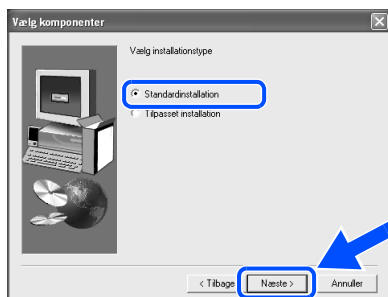 Vælg komponenter
Vælg installationstype
Standardinstallation
Tilpasset installation
< Tilbage
Næste >
Annuller